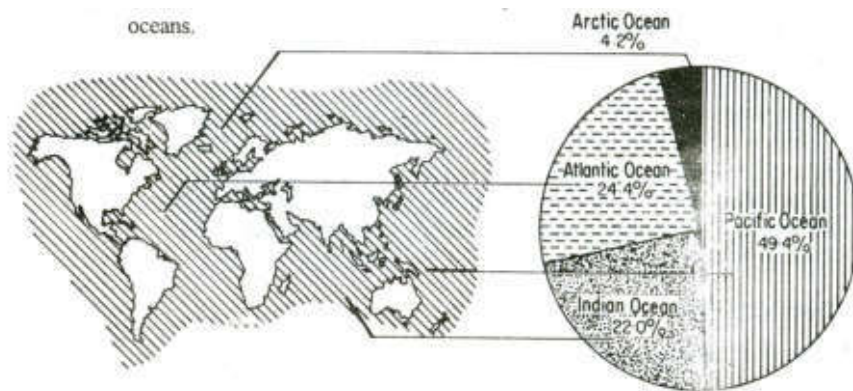 oceans.
Arctic Ocean
4.2%
Atlantic Ocean
24.4%
Pacific Ocean
49.4%
Indian Ocean
22.0%